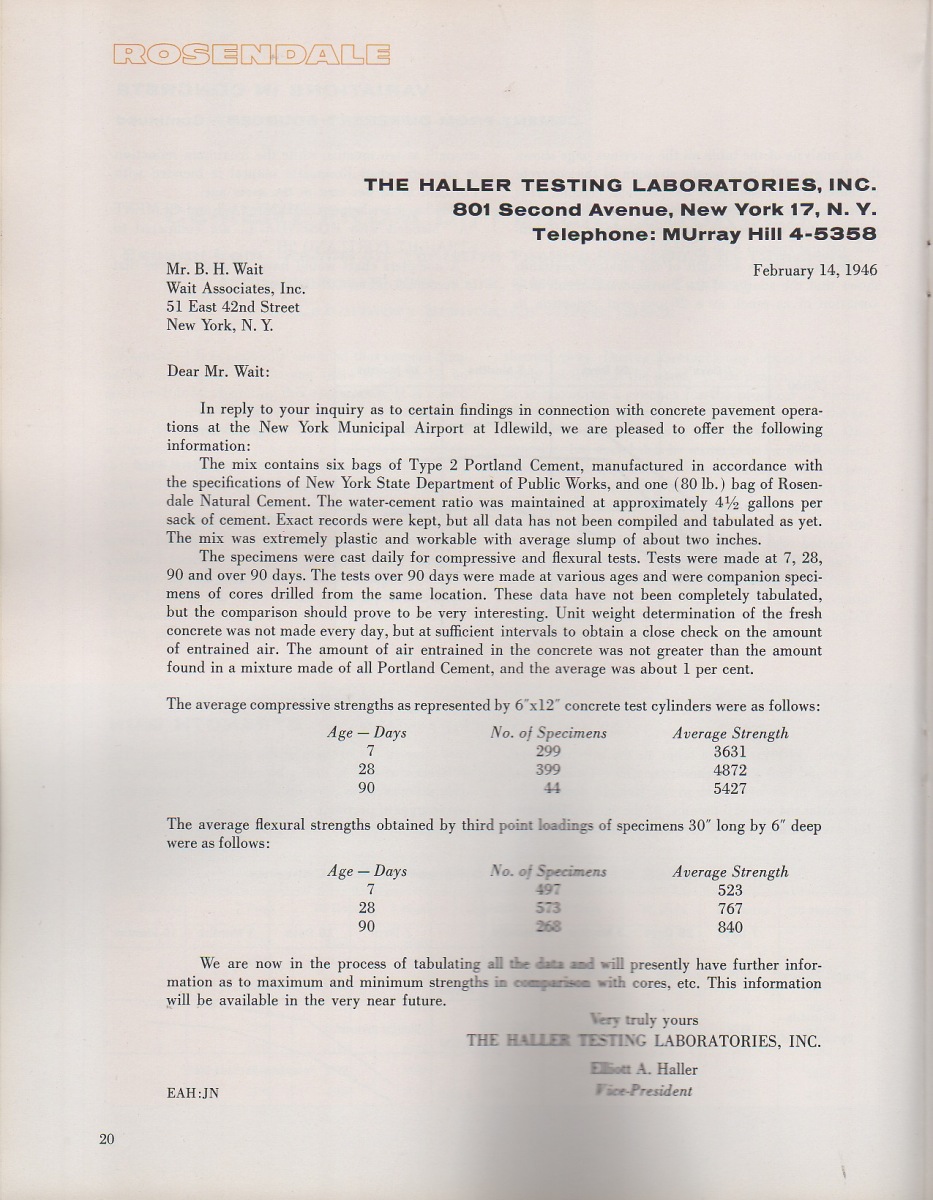 ROSENDALE
THE HALLER TESTING LABORATORIES, INC.
801 Second Avenue, New York 17, N. Y.
Telephone: MUrray Hill 4-5358
Mr. B. H. Wait
February 14, 1946
Wait Associates, Inc.
51 East 42nd Street
New York, N. Y.
Dear Mr. Wait:
In reply to your inquiry as to certain findings in connection with concrete pavement opera-
tions at the New York Municipal Airport at Idlewild, we are pleased to offer the following
information:
The mix contains six bags of Type 2 Portland Cement, manufactured in accordance with
the specifications of New York State Department of Public Works, and one (80 lb.) bag of Rosen-
dale Natural Cement. The water-cement ratio was maintained at approximately 4½ gallons per
sack of cement. Exact records were kept, but all data has not been compiled and tabulated as yet.
The mix was extremely plastic and workable with average slump of about two inches.
The specimens were cast daily for compressive and flexural tests. Tests were made at 7, 28,
90 and over 90 days. The tests over 90 days were made at various ages and were companion speci-
mens of cores drilled from the same location. These data have not been completely tabulated,
but the comparison should prove to be very interesting. Unit weight determination of the fresh
concrete was not made every day, but at sufficient intervals to obtain a close check on the amount
of entrained air. The amount of air entrained in the concrete was not greater than the amount
found in a mixture made of all Portland Cement, and the average was about 1 per cent.
The average compressive strengths as represented by 6″x12″ concrete test cylinders were as follows:
Age — Days No. of Specimens Average Strength
7 299 3631
28 399 4872
90 44 5427
The average flexural strengths obtained by third point loadings of specimens 30″ long by 6″ deep
were as follows:
Age — Days No. of Specimens Average Strength
7 497 523
28 573 767
90 268 840
We are now in the process of tabulating all the data and will presently have further infor-
mation as to maximum and minimum strengths in comparison with cores, etc. This information
will be available in the very near future.
Very truly yours
THE HALLER TESTING LABORATORIES, INC.
Elliott A. Haller
Vice-President
EAH:JN
20